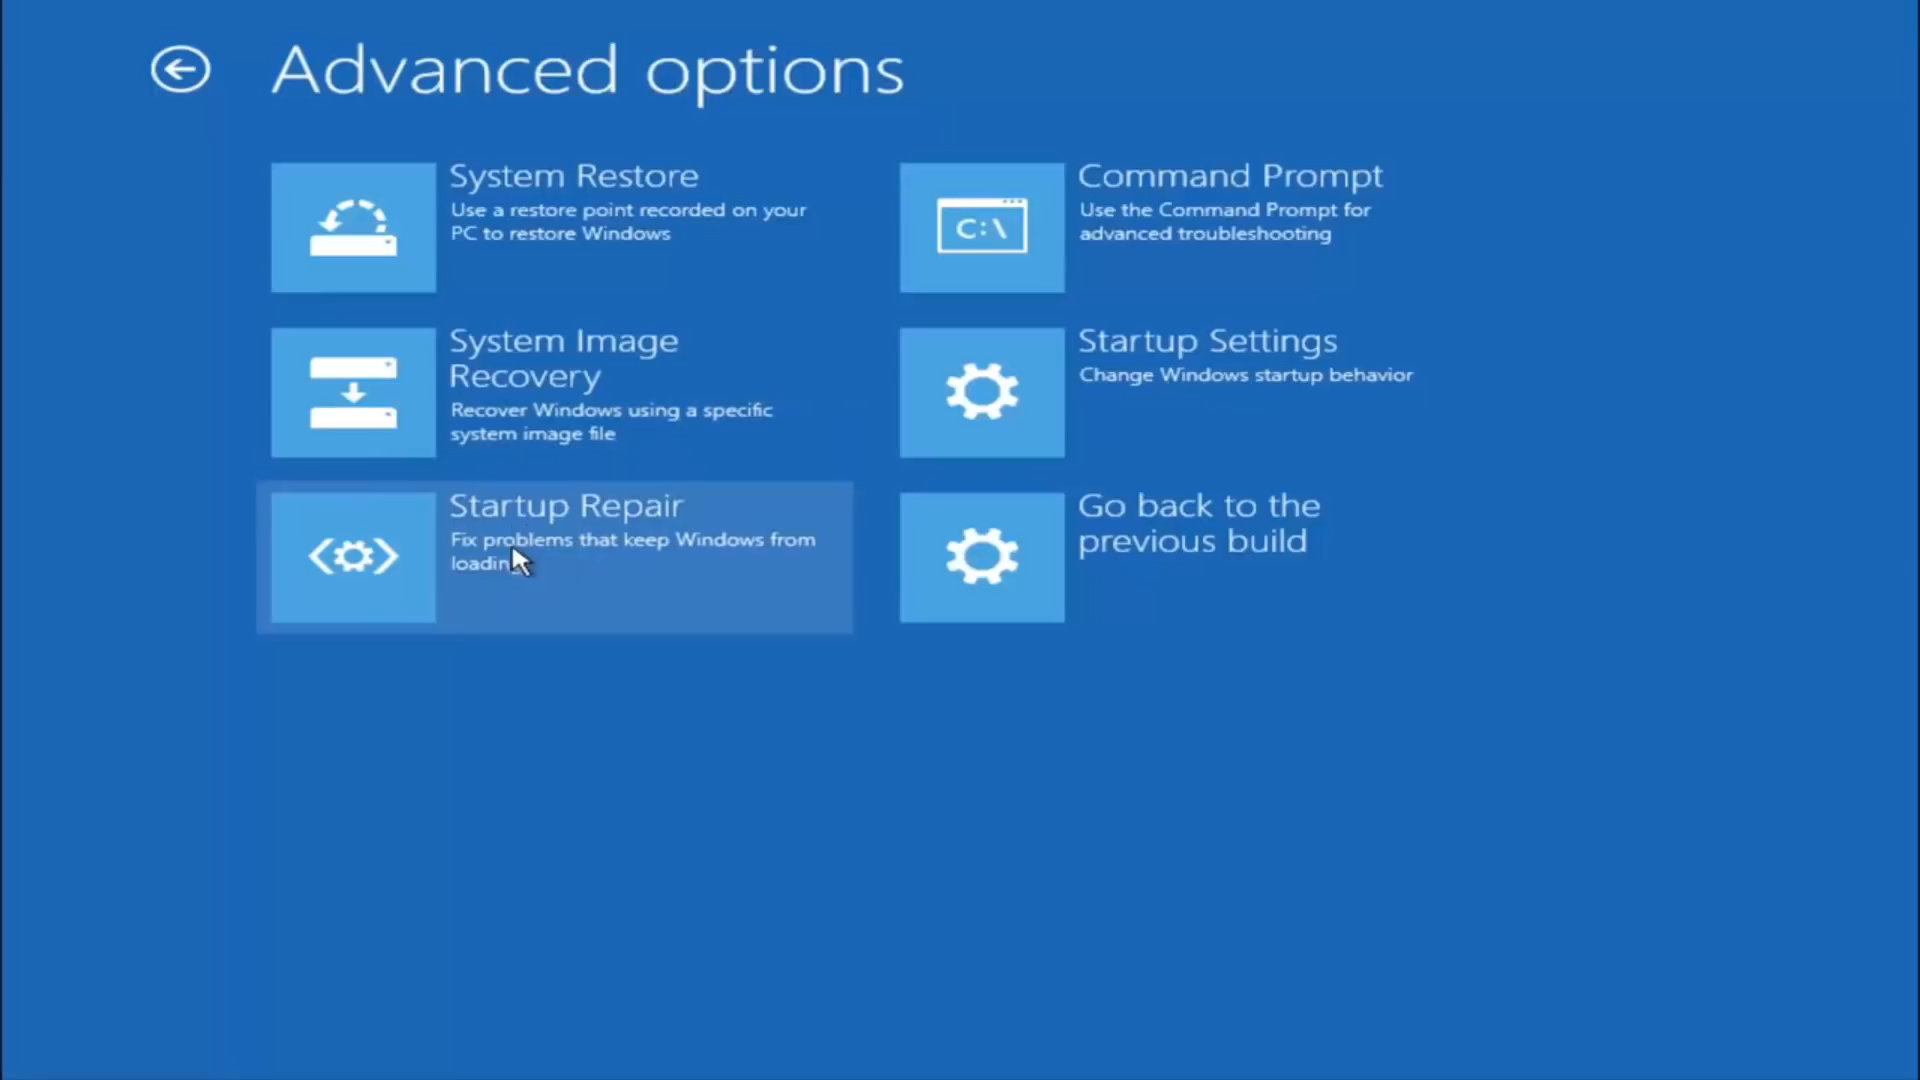 Advanced options
System Restore
Use a restore point recorded on your
PC to restore Windows
System Image
Recovery
Recover Windows using a specific
system image file
Startup Repair
Fix problems that keep Windows from
loading
Command Prompt
Use the Command Prompt for
advanced troubleshooting
C:\
Startup Settings
Change Windows startup behavior
Go back to the
previous build